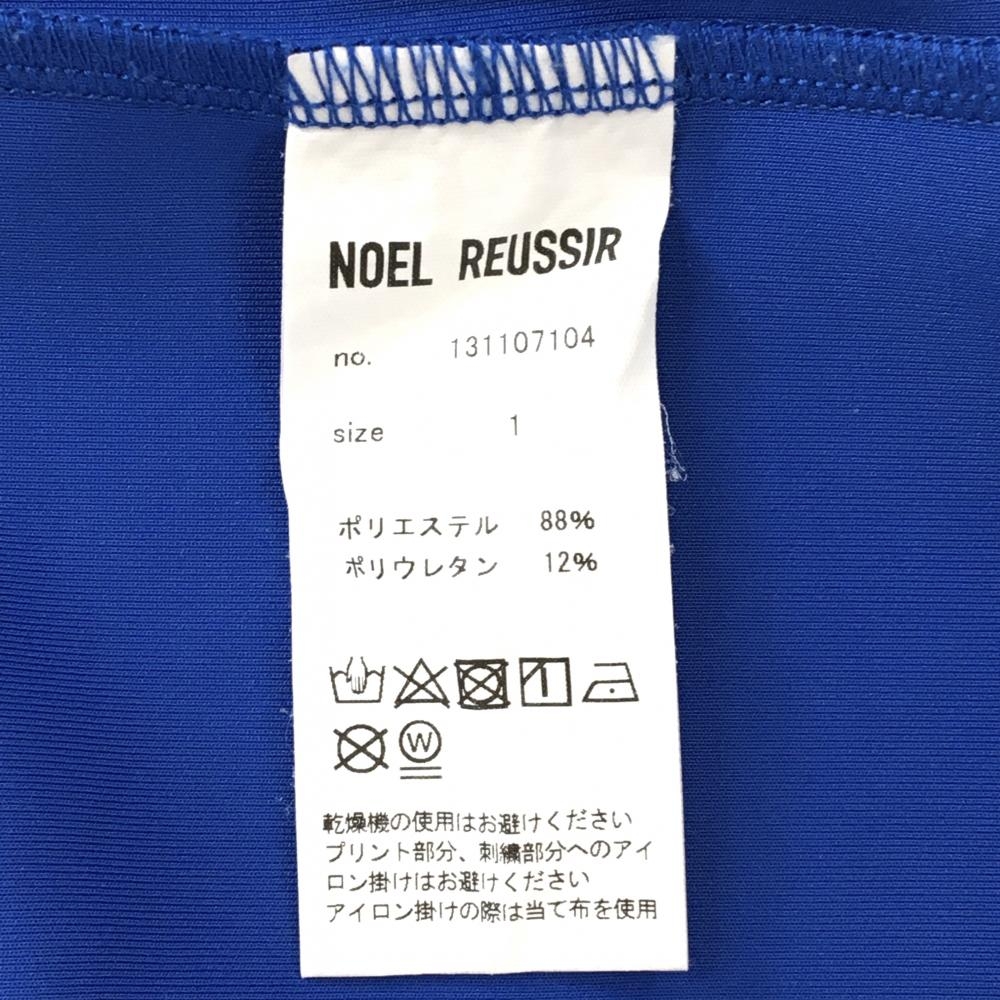 NOEL REUSSIR
no. 131107104
size 1
ポリエステル 88%
ポリウレタン 12%
W
乾燥機の使用はお避けください
プリント部分、刺繍部分へのアイ
ロン掛けはお避けください
アイロン掛けの際は当て布を使用